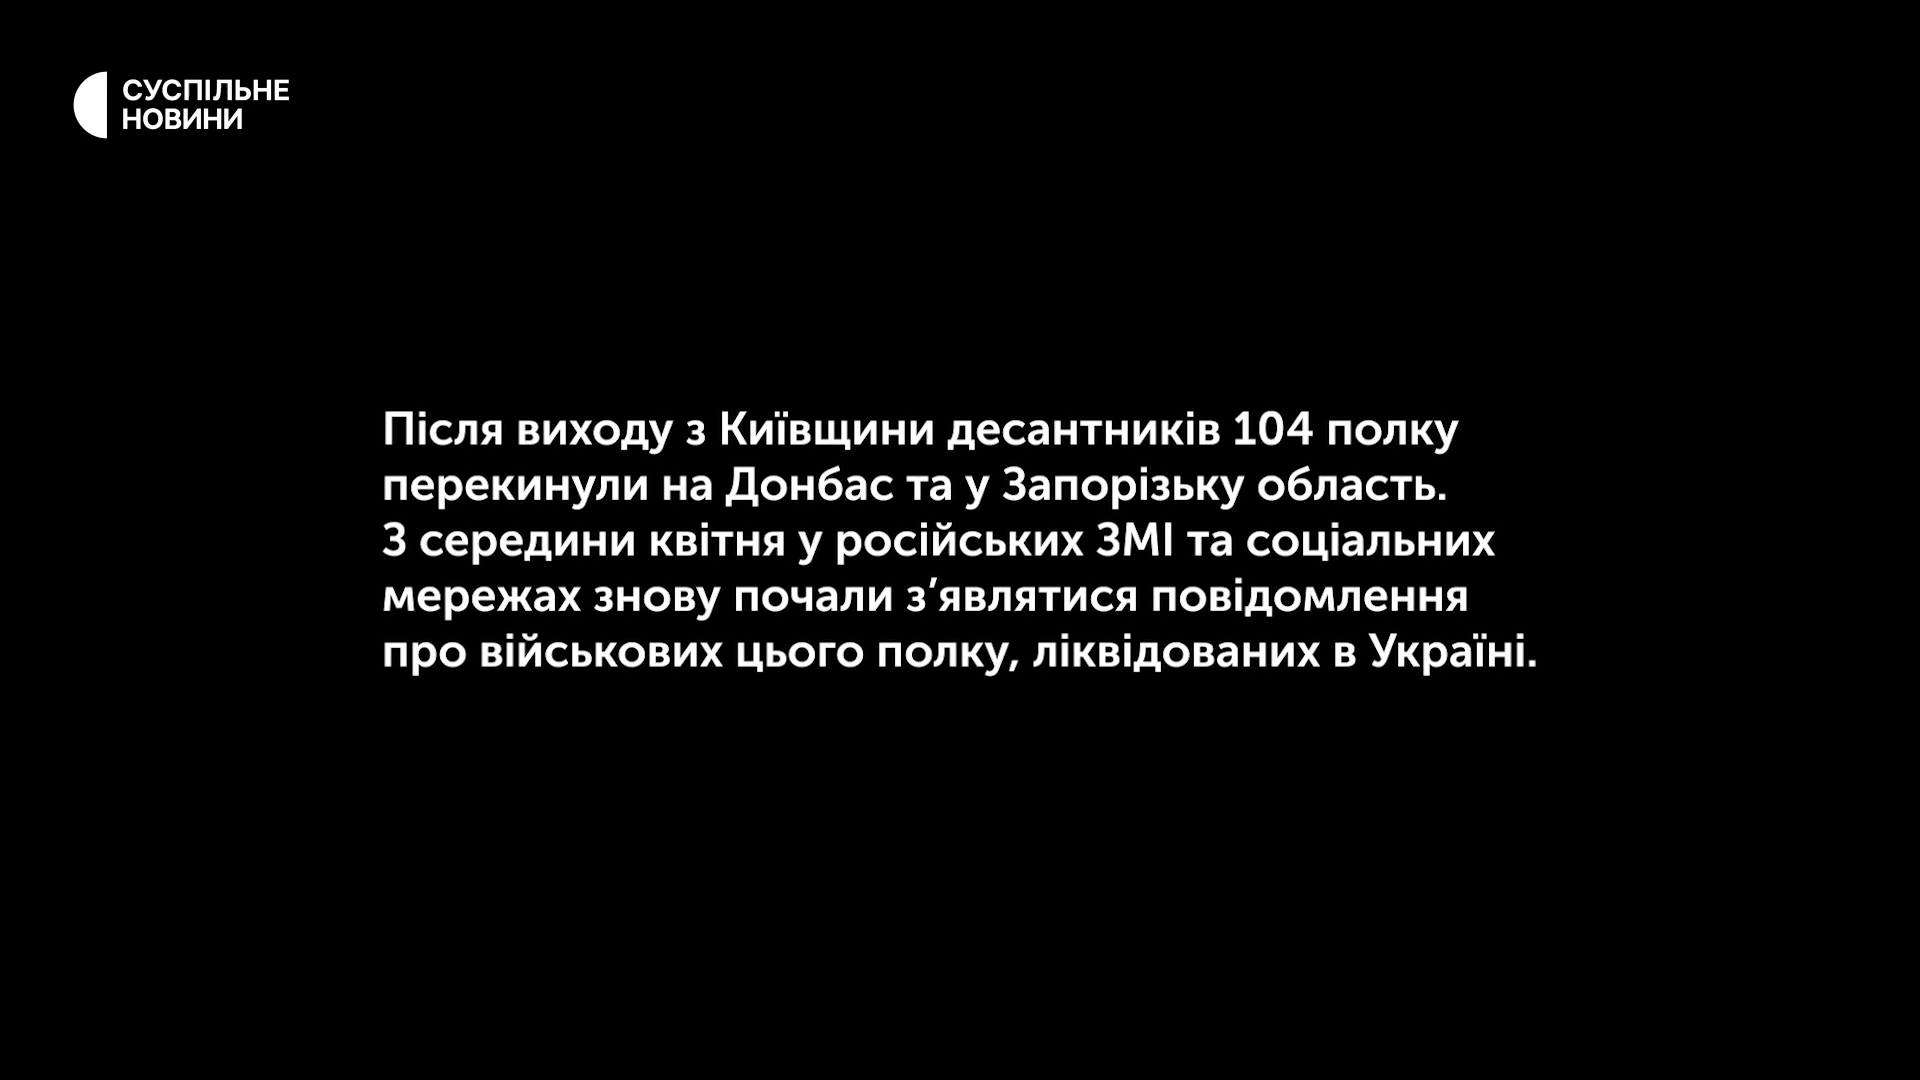 СУСПІЛЬНЕ
НОВИНИ
Після виходу з Київщини десантників 104 полку
перекинули на Донбас та у Запорізьку область.
З середини квітня у російських ЗМІ та соціальних
мережах знову почали з’являтися повідомлення
про військових цього полку, ліквідованих в Україні.